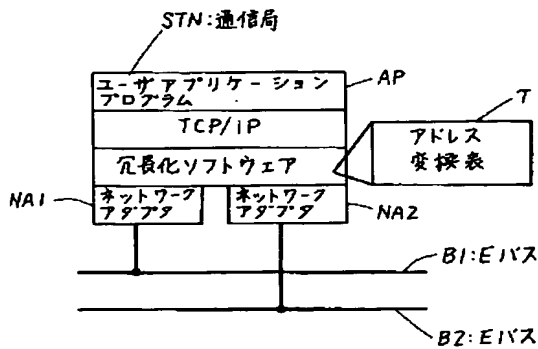 STN:通信局
ユーザアプリケーション
プログラム
AP
TCP/IP
T
アドレス
変換表
冗長化ソフトウェア
NA1
ネットワーク
アダプタ
ネットワーク
アダプタ
NA2
B1:Eバス
B2:Eバス